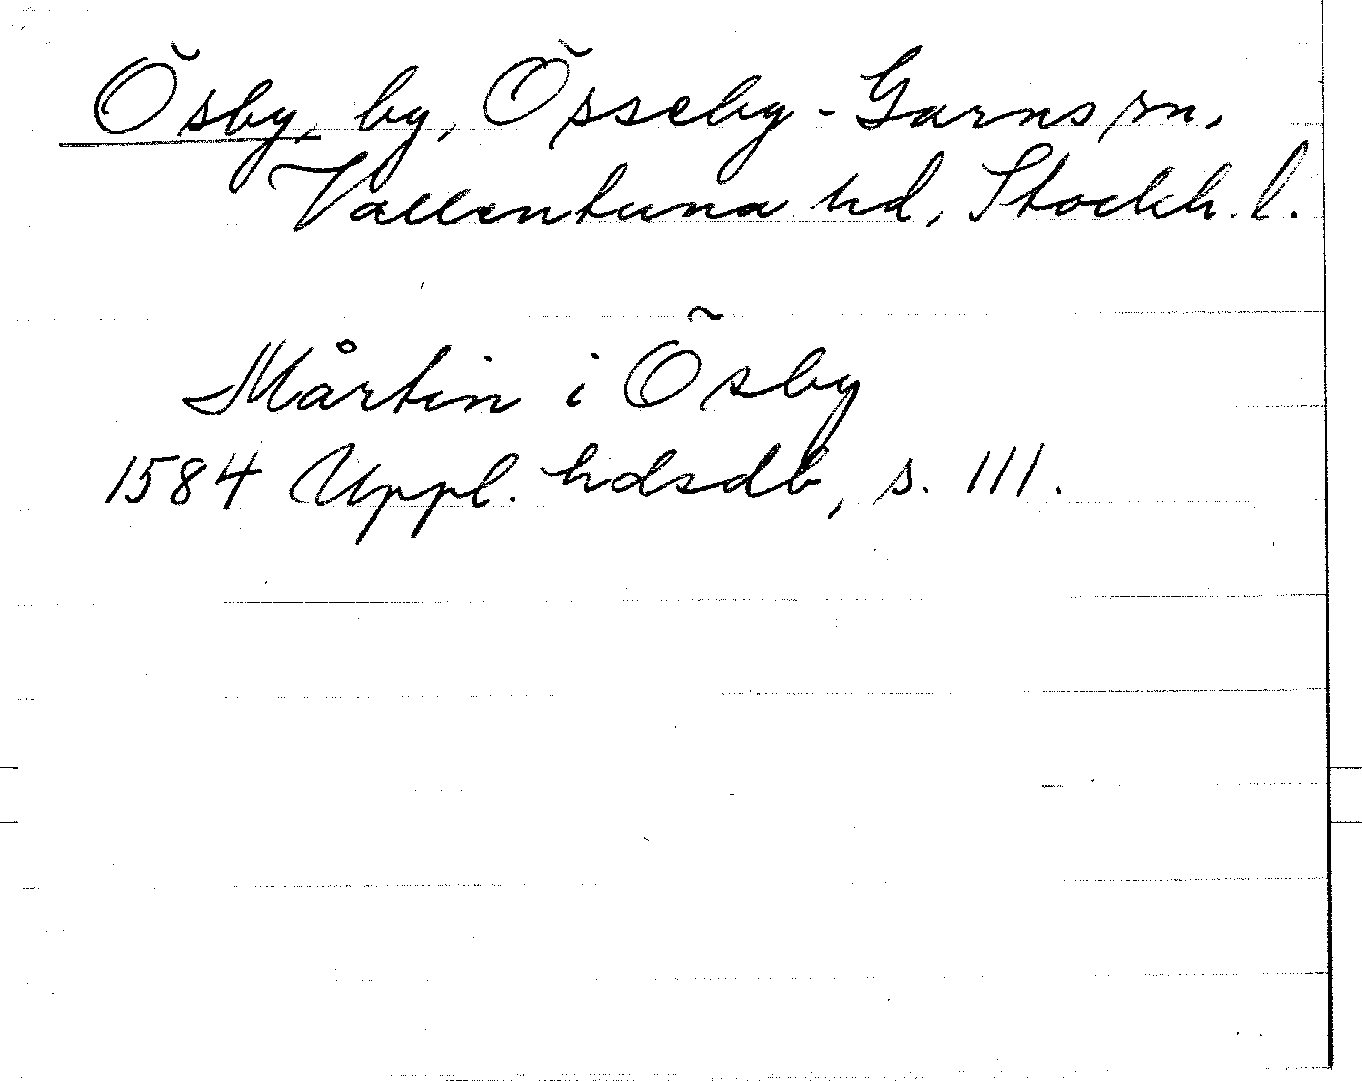 Ösby, by, Össeby-Garns sn,
Vallentuna hd, Stockh. l.
Mårtin i Ösby
1584 Uppl. hdsdb, s. 111.